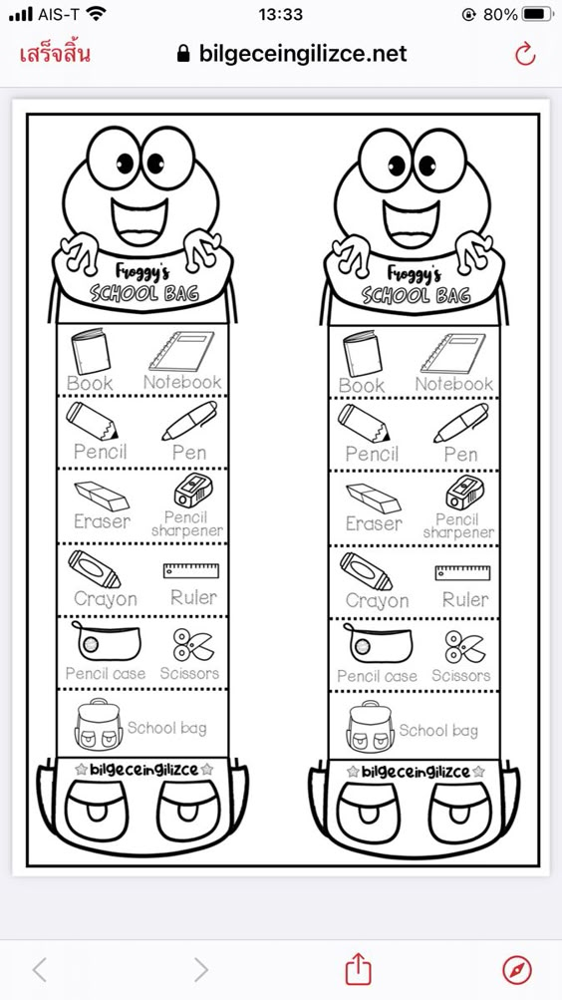 AIS-T 13:33 80%
เสร็จสิ้น bilgeceingilizce.net
Froggy's
SCHOOL BAG
Book Notebook
Pencil Pen
Eraser Pencil sharpener
Crayon Ruler
Pencil case Scissors
School bag
bilgeceingilizce
Froggy's
SCHOOL BAG
Book Notebook
Pencil Pen
Eraser Pencil sharpener
Crayon Ruler
Pencil case Scissors
School bag
bilgeceingilizce